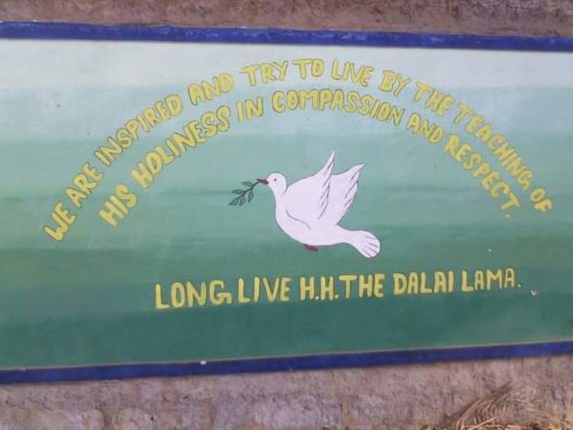 WE ARE INSPIRED AND TRY TO LIVE BY THE TEACHING OF
HIS HOLINESS IN COMPASSION AND RESPECT.
LONG LIVE H.H. THE DALAI LAMA.